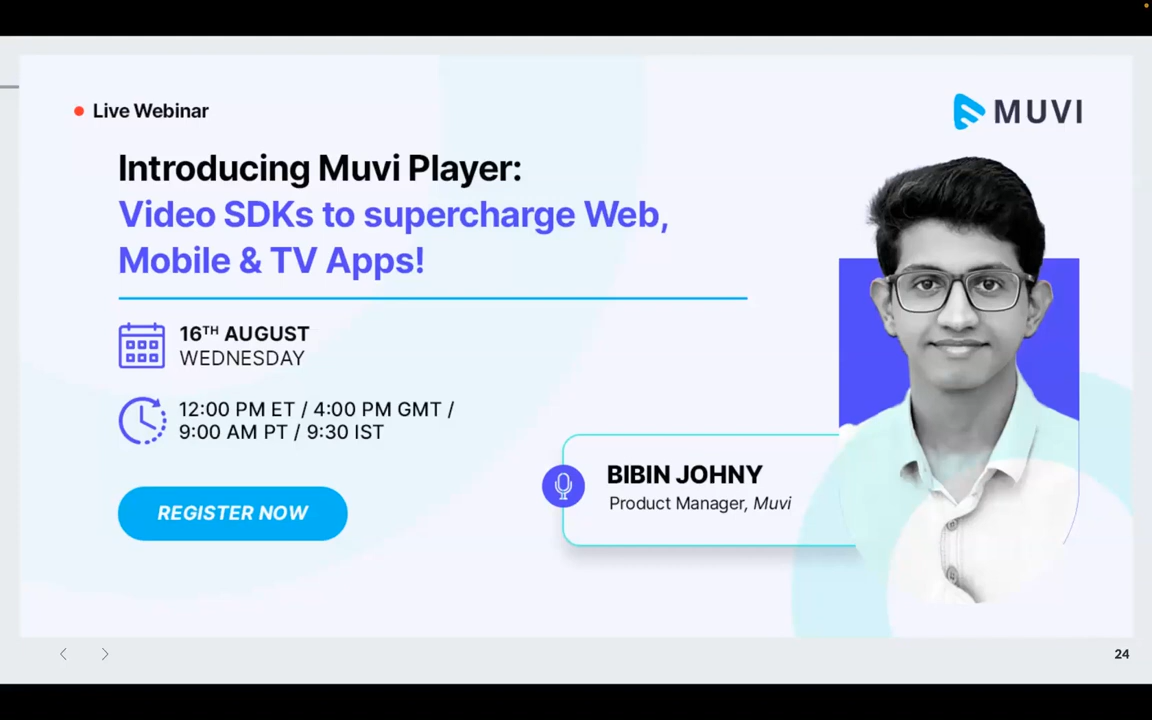 Live Webinar
MUVI
Introducing Muvi Player:
Video SDKs to supercharge Web,
Mobile & TV Apps!
16TH AUGUST
WEDNESDAY
12:00 PM ET / 4:00 PM GMT /
9:00 AM PT / 9:30 IST
REGISTER NOW
BIBIN JOHNY
Product Manager, Muvi
24